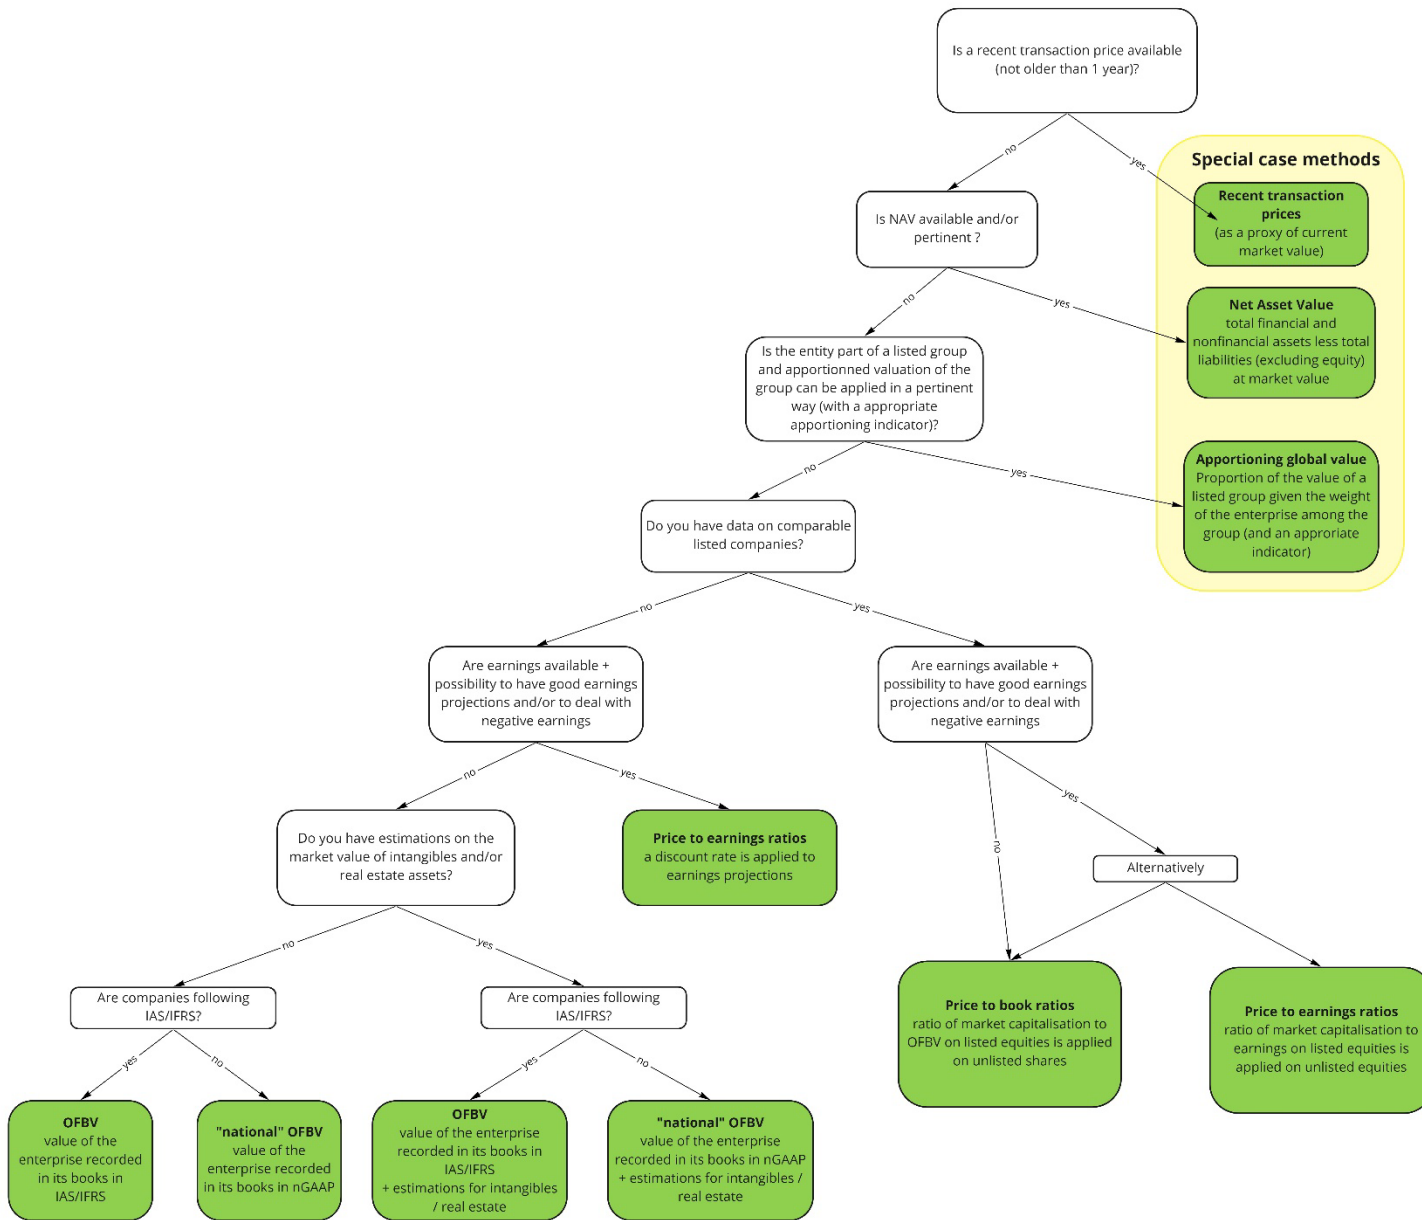 Is a recent transaction price available
(not older than 1 year)?
no
yes
Special case methods
Recent transaction
prices
(as a proxy of current
market value)
Is NAV available and/or
pertinent ?
no
yes
Net Asset Value
total financial and
nonfinancial assets less total
liabilities (excluding equity)
at market value
Is the entity part of a listed group
and apportionned valuation of the
group can be applied in a pertinent
way (with a appropriate
apportioning indicator)?
no
yes
Apportioning global value
Proportion of the value of a
listed group given the weight
of the enterprise among the
group (and an approriate
indicator)
Do you have data on comparable
listed companies?
no
yes
Are earnings available +
possibility to have good earnings
projections and/or to deal with
negative earnings
Are earnings available +
possibility to have good earnings
projections and/or to deal with
negative earnings
no
yes
no
yes
Do you have estimations on the
market value of intangibles and/or
real estate assets?
Price to earnings ratios
a discount rate is applied to
earnings projections
Alternatively
no
yes
Are companies following
IAS/IFRS?
Are companies following
IAS/IFRS?
Price to book ratios
ratio of market capitalisation to
OFBV on listed equities is applied
on unlisted shares
Price to earnings ratios
ratio of market capitalisation to
earnings on listed equities is
applied on unlisted equities
yes
no
yes
no
OFBV
value of the
enterprise recorded
in its books in
IAS/IFRS
"national" OFBV
value of the
enterprise recorded
in its books in nGAAP
OFBV
value of the enterprise
recorded in its books in
IAS/IFRS
+ estimations for intangibles
/ real estate
"national" OFBV
value of the enterprise
recorded in its books in nGAAP
+ estimations for intangibles /
real estate